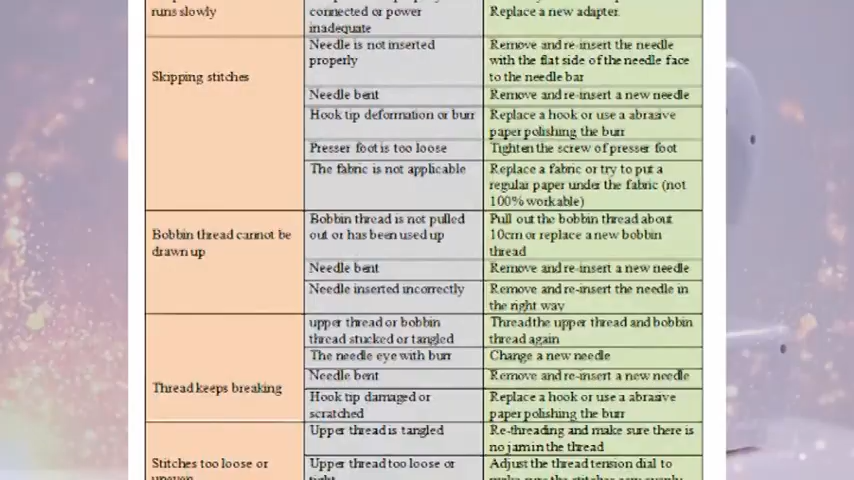 runs slowly
connected or power
inadequate
Replace a new adapter.
Skipping stitches
Needle is not inserted
properly
Remove and re-insert the needle
with the flat side of the needle face
to the needle bar
Needle bent
Remove and re-insert a new needle
Hook tip deformation or burr
Replace a hook or use a abrasive
paper polishing the burr
Presser foot is too loose
Tighten the screw of presser foot
The fabric is not applicable
Replace a fabric or try to put a
regular paper under the fabric (not
100% workable)
Bobbin thread cannot be
drawn up
Bobbin thread is not pulled
out or has been used up
Pull out the bobbin thread about
10cm or replace a new bobbin
thread
Needle bent
Remove and re-insert a new needle
Needle inserted incorrectly
Remove and re-insert the needle in
the right way
Thread keeps breaking
upper thread or bobbin
thread stucked or tangled
Thread the upper thread and bobbin
thread again
The needle eye with burr
Change a new needle
Needle bent
Remove and re-insert a new needle
Hook tip damaged or
scratched
Replace a hook or use a abrasive
paper polishing the burr
Stitches too loose or
Upper thread is tangled
Re-threading and make sure there is
no jam in the thread
Upper thread too loose or
Adjust the thread tension dial to